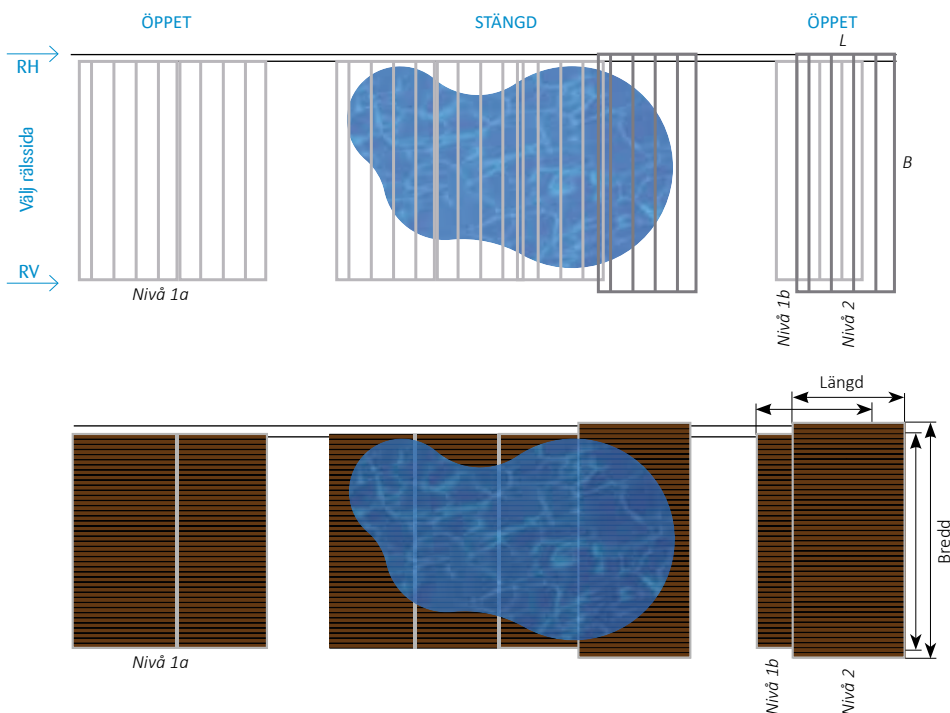 ÖPPET
STÄNGD
ÖPPET
L
RH
Välj rälssida
B
RV
Nivå 1a
Nivå 1b
Nivå 2
Längd
Bredd
Nivå 1a
Nivå 1b
Nivå 2